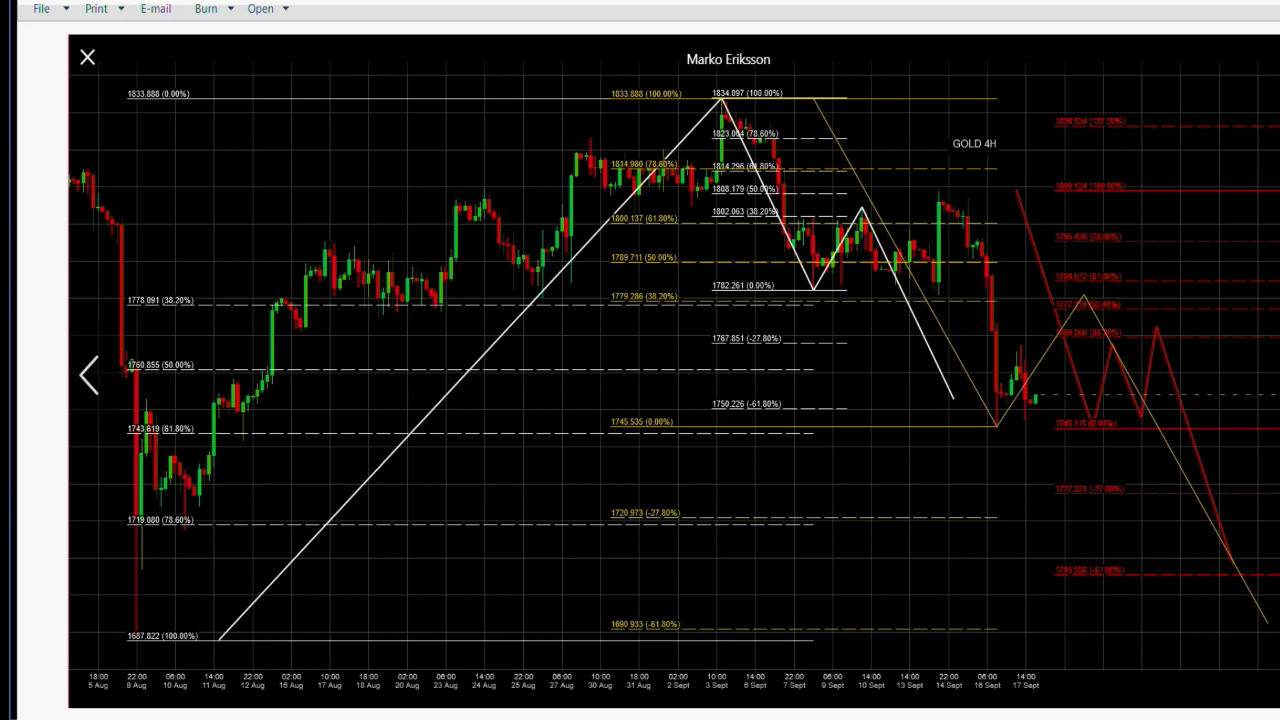 File Print E-mail Burn Open
Marko Eriksson
1833.888 (0.00%) 1833.888 (100.00%) 1834.097 (100.00%)
1823.004 (78.60%)
GOLD 4H
1814.980 (78.60%) 1814.296 (61.80%)
1808.179 (50.00%)
1802.063 (38.20%)
1800.137 (61.80%)
1789.711 (50.00%)
1782.261 (0.00%)
1778.091 (38.20%) 1779.286 (38.20%)
1767.851 (-27.80%)
1760.855 (50.00%)
1750.226 (-61.80%)
1743.619 (61.80%) 1745.535 (0.00%)
1719.080 (78.60%) 1720.973 (-27.80%)
1687.822 (100.00%) 1690.933 (-61.80%)
18:00 22:00 06:00 14:00 22:00 02:00 10:00 18:00 02:00 06:00 14:00 22:00 06:00 10:00 18:00 02:00 10:00 14:00 22:00 06:00 14:00 18:00 22:00 06:00 14:00
5 Aug 8 Aug 10 Aug 11 Aug 12 Aug 16 Aug 17 Aug 18 Aug 20 Aug 23 Aug 24 Aug 25 Aug 27 Aug 30 Aug 31 Aug 2 Sept 3 Sept 6 Sept 7 Sept 9 Sept 10 Sept 13 Sept 14 Sept 16 Sept 17 Sept